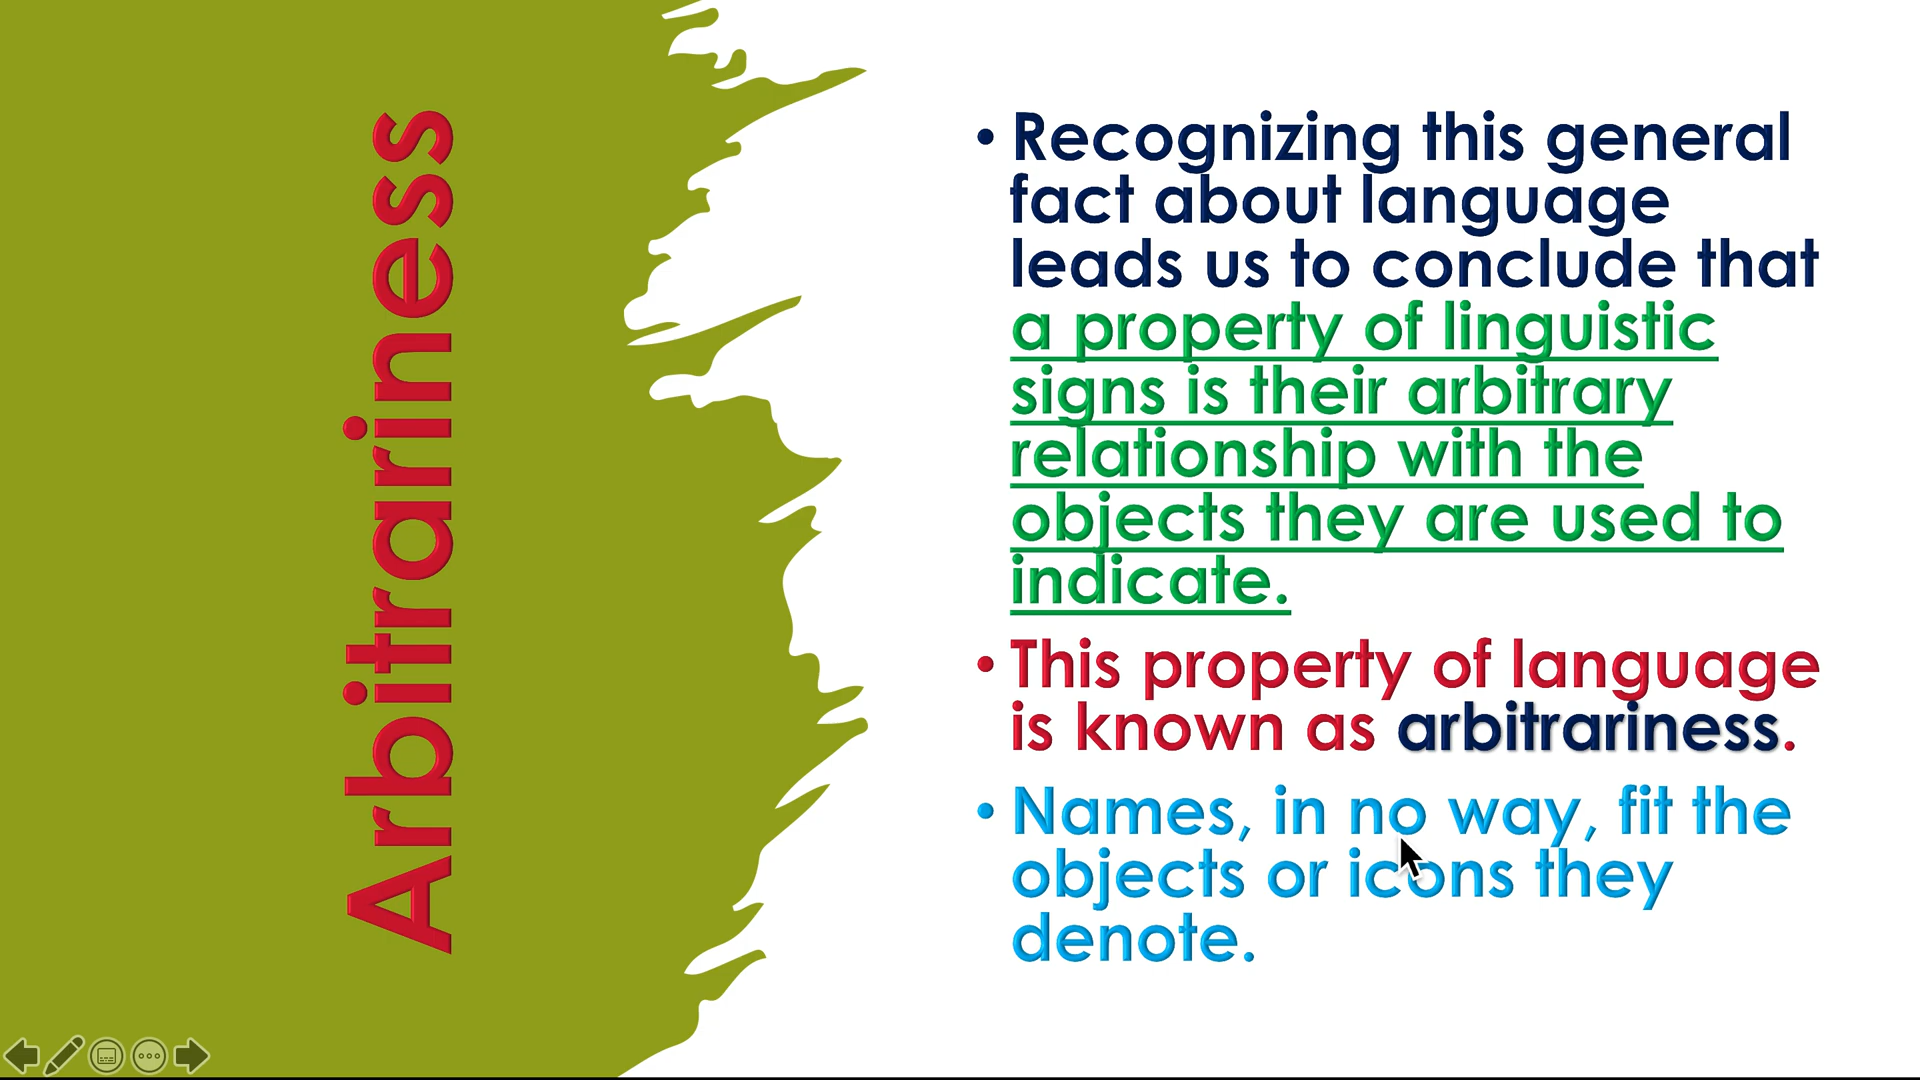 Arbitrariness
• Recognizing this general
fact about language
leads us to conclude that
a property of linguistic
signs is their arbitrary
relationship with the
objects they are used to
indicate.
• This property of language
is known as arbitrariness.
• Names, in no way, fit the
objects or icons they
denote.